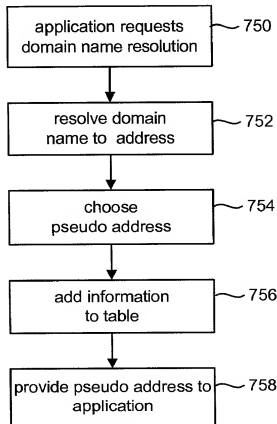 application requests 750
domain name resolution
resolve domain 752
name to address
choose 754
pseudo address
add information 756
to table
provide pseudo address to 758
application